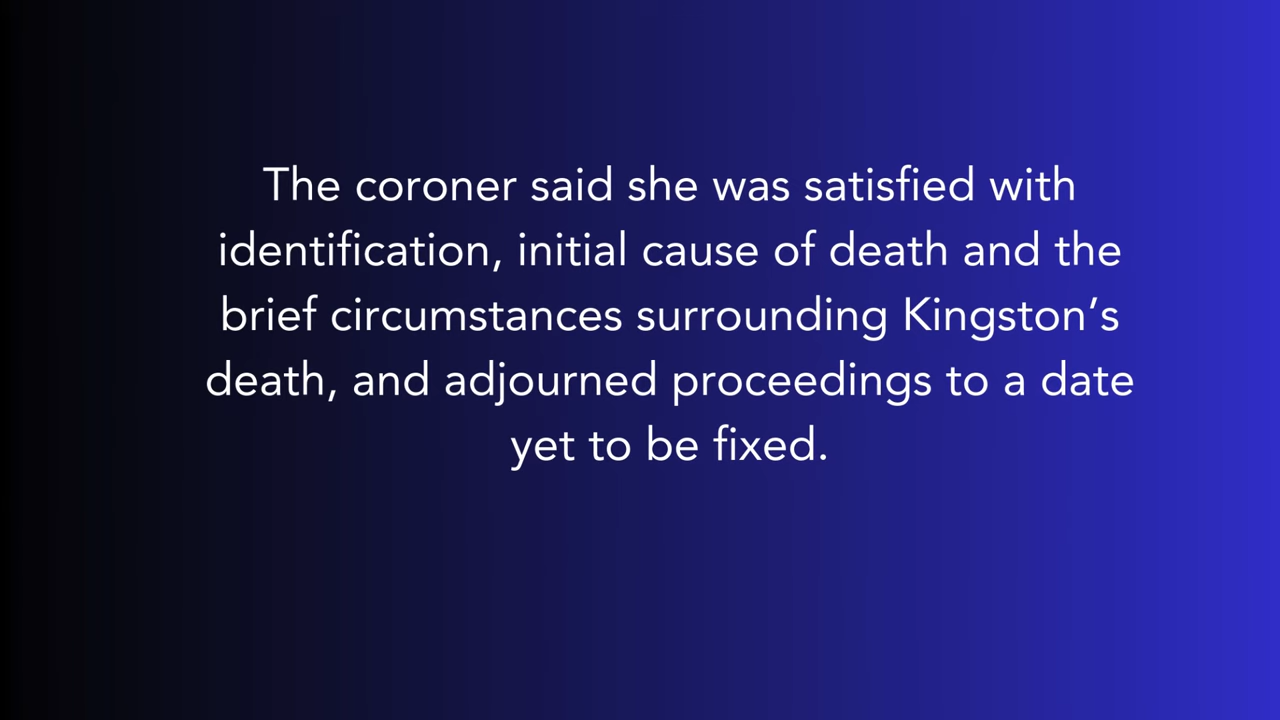 The coroner said she was satisfied with
identification, initial cause of death and the
brief circumstances surrounding Kingston’s
death, and adjourned proceedings to a date
yet to be fixed.